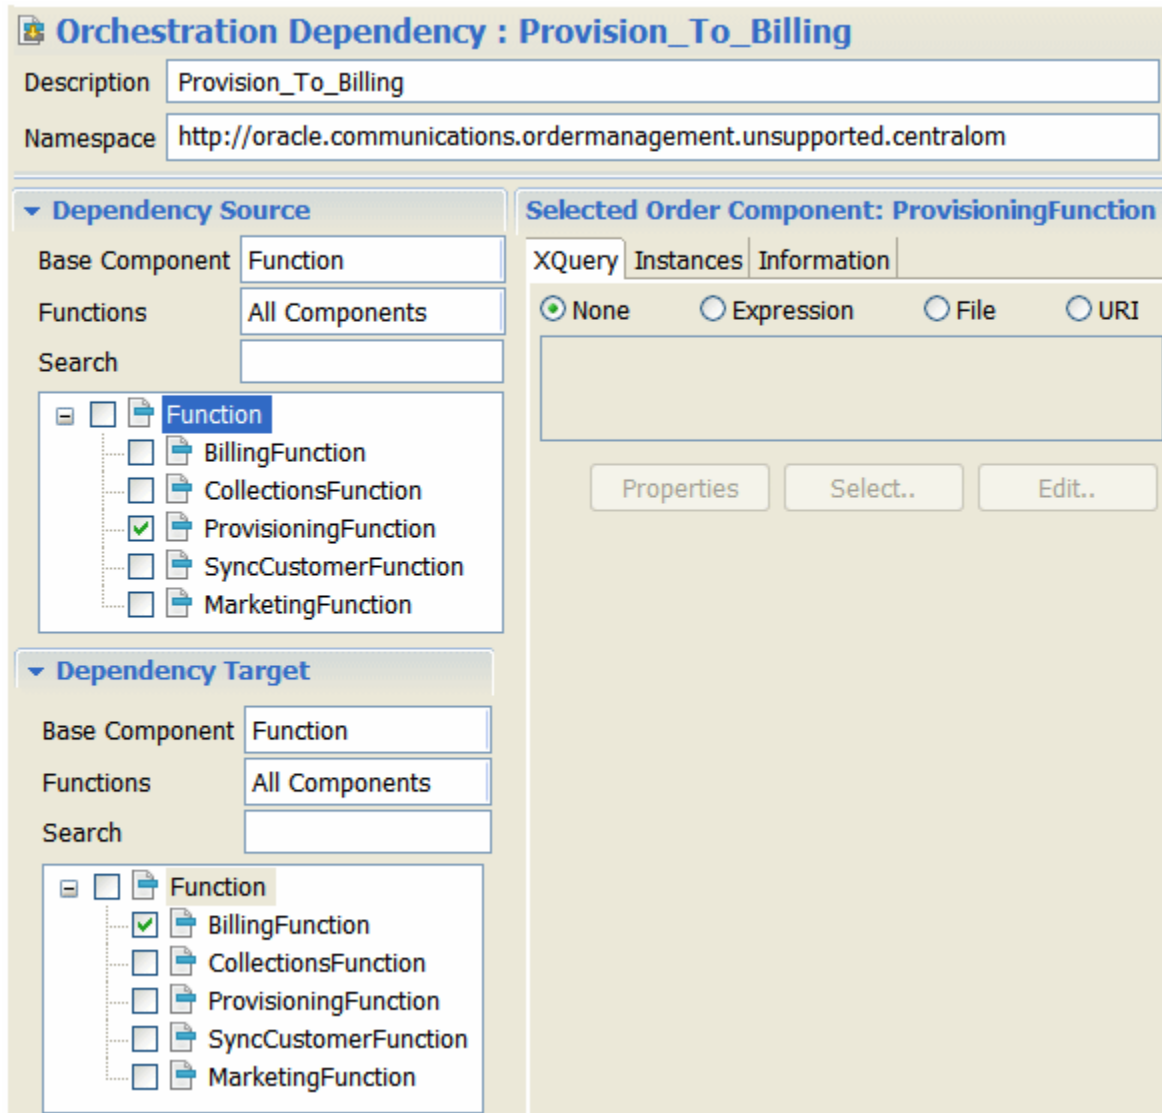 Orchestration Dependency : Provision_To_Billing
Description Provision_To_Billing
Namespace http://oracle.communications.ordermanagement.unsupported.centralom
Dependency Source
Base Component Function
Functions All Components
Search
Function
BillingFunction
CollectionsFunction
ProvisioningFunction
SyncCustomerFunction
MarketingFunction
Dependency Target
Base Component Function
Functions All Components
Search
Function
BillingFunction
CollectionsFunction
ProvisioningFunction
SyncCustomerFunction
MarketingFunction
Selected Order Component: ProvisioningFunction
XQuery Instances Information
None Expression File URI
Properties Select.. Edit..